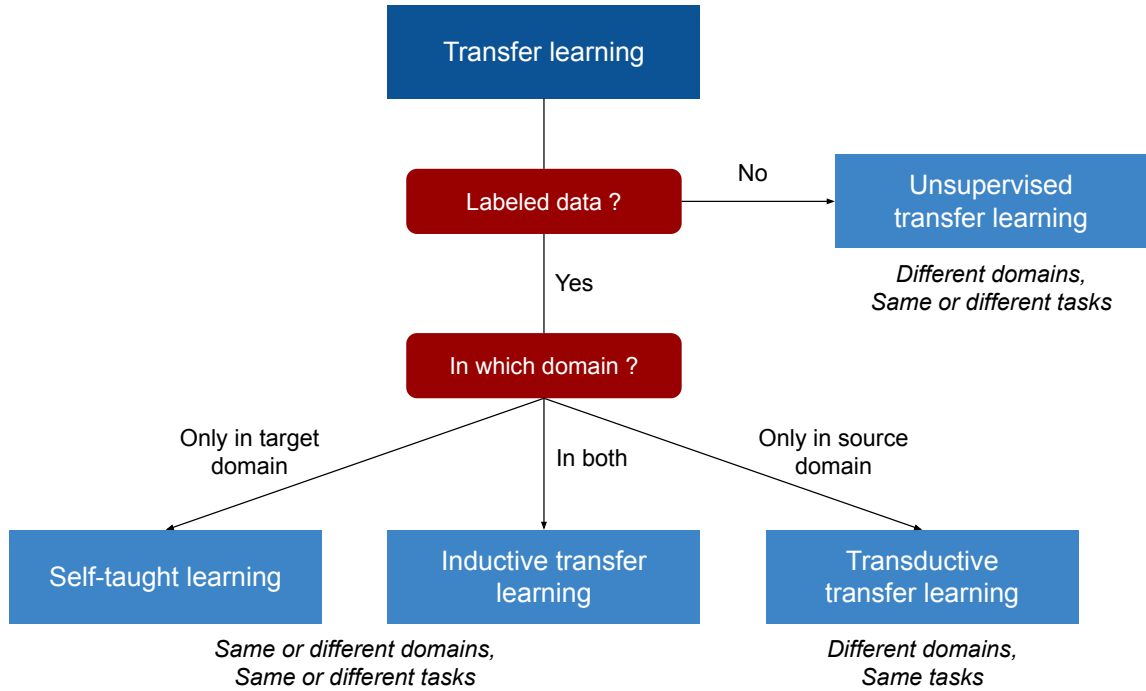 Transfer learning
Labeled data ?
No
Unsupervised
transfer learning
Different domains,
Same or different tasks
Yes
In which domain ?
Only in target
domain
In both
Only in source
domain
Self-taught learning
Inductive transfer
learning
Transductive
transfer learning
Same or different domains,
Same or different tasks
Different domains,
Same tasks